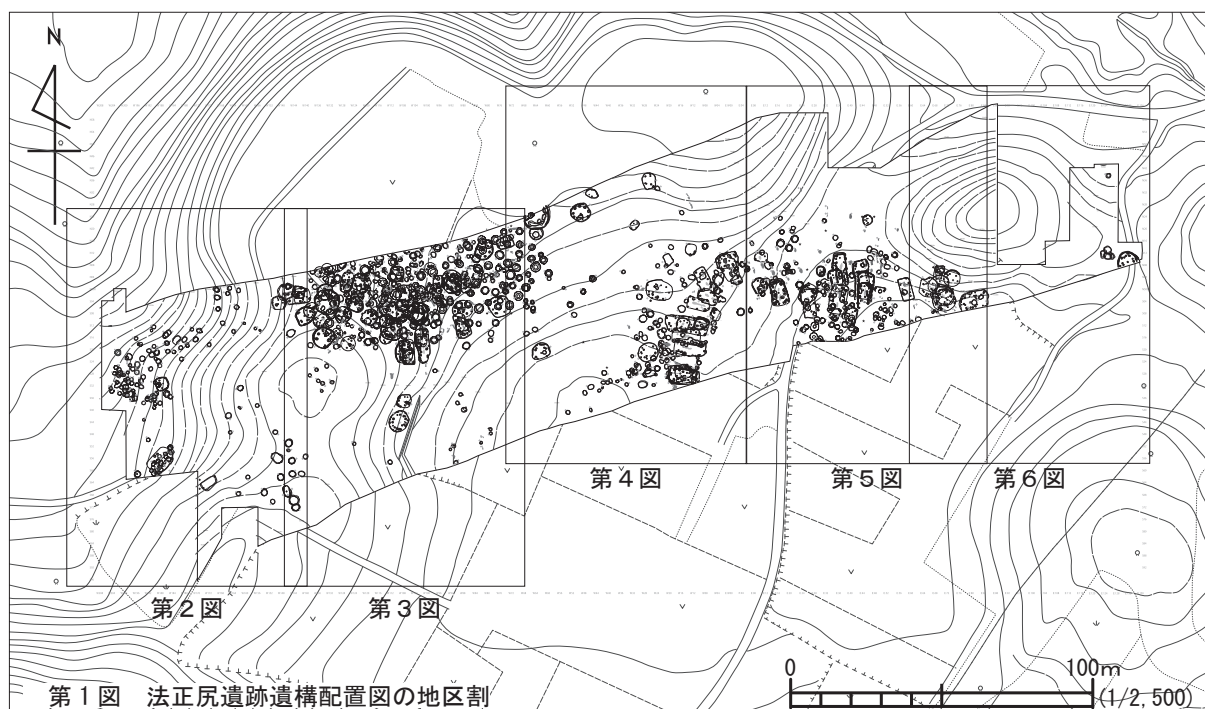 N
第4図
第5図
第6図
第2図
第3図
0
100m
第1図 法正尻遺跡遺構配置図の地区割
(1/2,500)